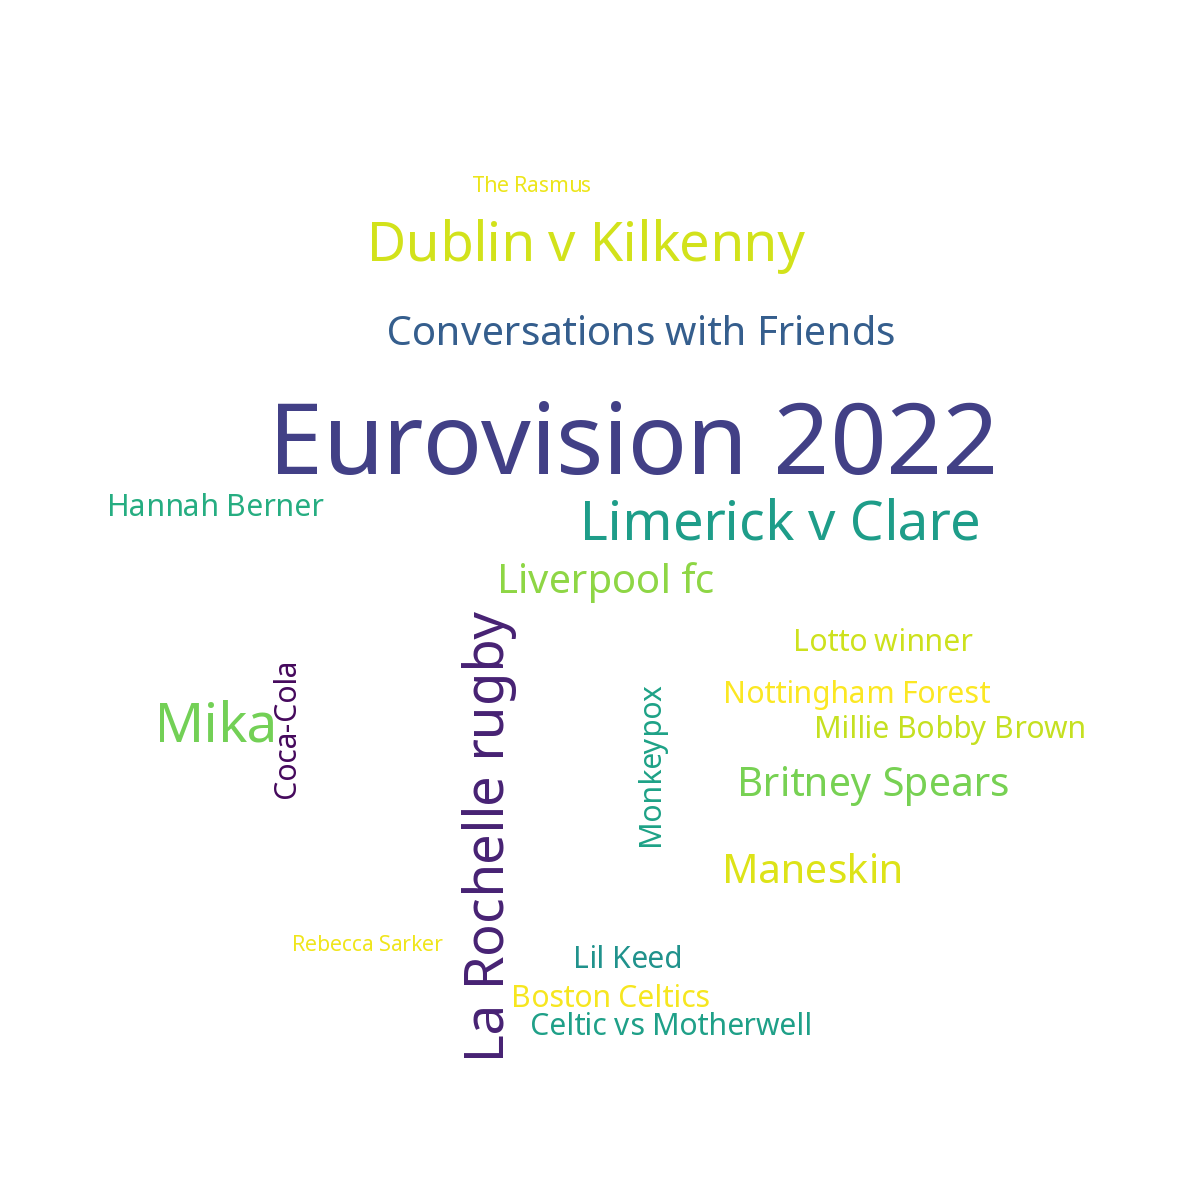 The Rasmus
Dublin v Kilkenny
Conversations with Friends
Eurovision 2022
Hannah Berner
Limerick v Clare
Liverpool fc
La Rochelle rugby
Lotto winner
Coca-Cola
Monkeypox
Nottingham Forest
Mika
Millie Bobby Brown
Britney Spears
Maneskin
Rebecca Sarker
Lil Keed
Boston Celtics
Celtic vs Motherwell